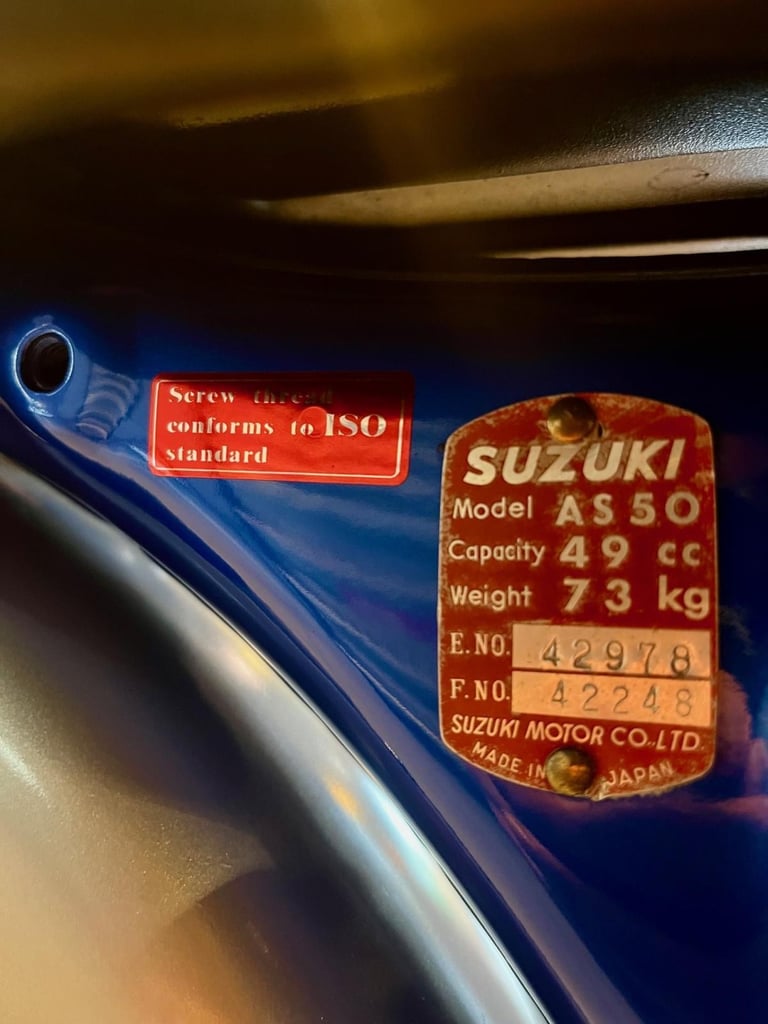 Screw thread
conforms to ISO
standard
SUZUKI
Model AS50
Capacity 49 cc
Weight 73 kg
E.NO. 42978
F.NO. 42248
SUZUKI MOTOR CO.,LTD.
MADE IN JAPAN